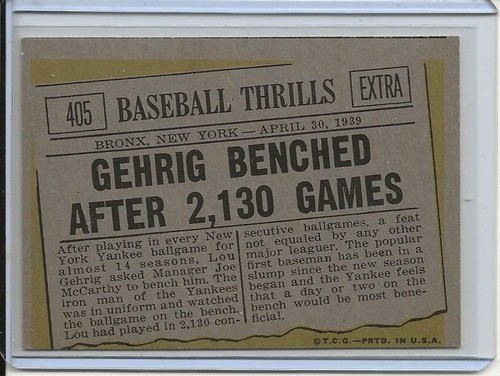 405 BASEBALL THRILLS EXTRA
BRONX, NEW YORK — APRIL 30, 1939
GEHRIG BENCHED
AFTER 2,130 GAMES
After playing in every New
York Yankee ballgame for
almost 14 seasons, Lou
Gehrig asked Manager Joe
McCarthy to bench him. The
iron man of the Yankees
was in uniform and watched
the ballgame on the bench.
Lou had played in 2,130 con-
secutive ballgames, a feat
not equaled by any other
major leaguer. The popular
first baseman has been in a
slump since the new season
began and the Yankee feels
that a day or two on the
bench would be most bene-
ficial.
©T.C.G.—PRTD. IN U.S.A.